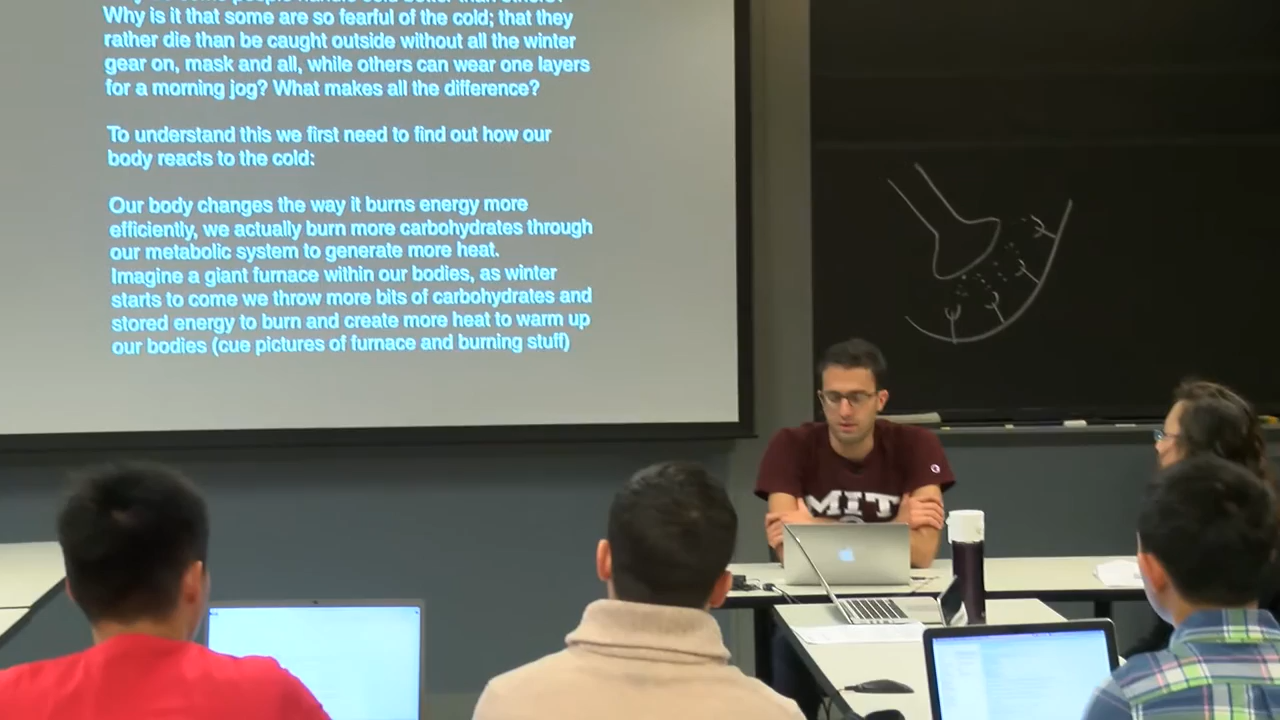 Why is it that some are so fearful of the cold; that they
rather die than be caught outside without all the winter
gear on, mask and all, while others can wear one layers
for a morning jog? What makes all the difference?
To understand this we first need to find out how our
body reacts to the cold:
Our body changes the way it burns energy more
efficiently, we actually burn more carbohydrates through
our metabolic system to generate more heat.
Imagine a giant furnace within our bodies, as winter
starts to come we throw more bits of carbohydrates and
stored energy to burn and create more heat to warm up
our bodies (cue pictures of furnace and burning stuff)
MIT